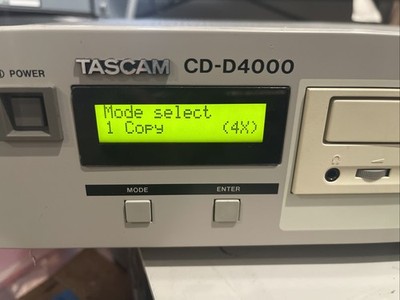 POWER
TASCAM CD-D4000
Mode select
1 Copy (4X)
MODE ENTER